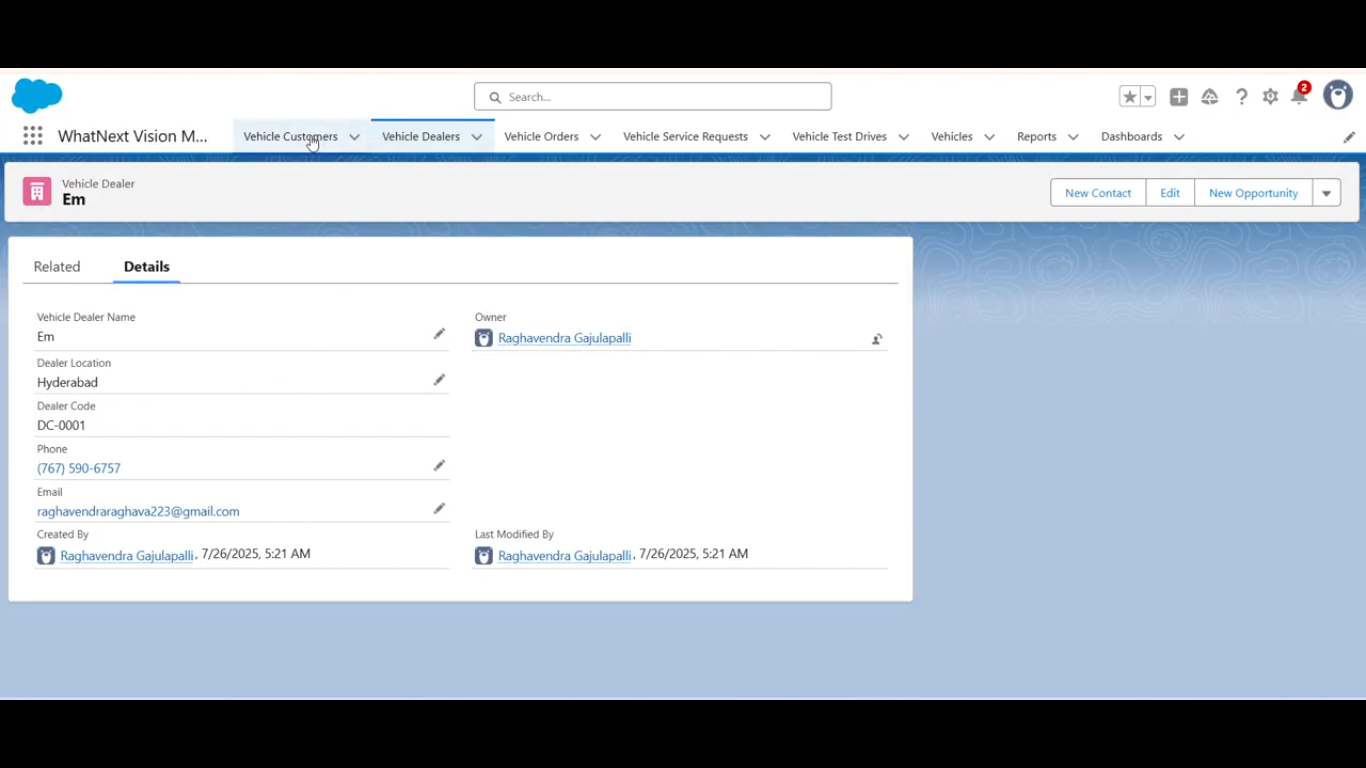 Search...
2
WhatNext Vision M...
Vehicle Customers
Vehicle Dealers
Vehicle Orders
Vehicle Service Requests
Vehicle Test Drives
Vehicles
Reports
Dashboards
Vehicle Dealer
Em
New Contact
Edit
New Opportunity
Related
Details
Vehicle Dealer Name
Em
Owner
Raghavendra Gajulapalli
Dealer Location
Hyderabad
Dealer Code
DC-0001
Phone
(767) 590-6757
Email
raghavendraraghava223@gmail.com
Created By
Raghavendra Gajulapalli, 7/26/2025, 5:21 AM
Last Modified By
Raghavendra Gajulapalli, 7/26/2025, 5:21 AM